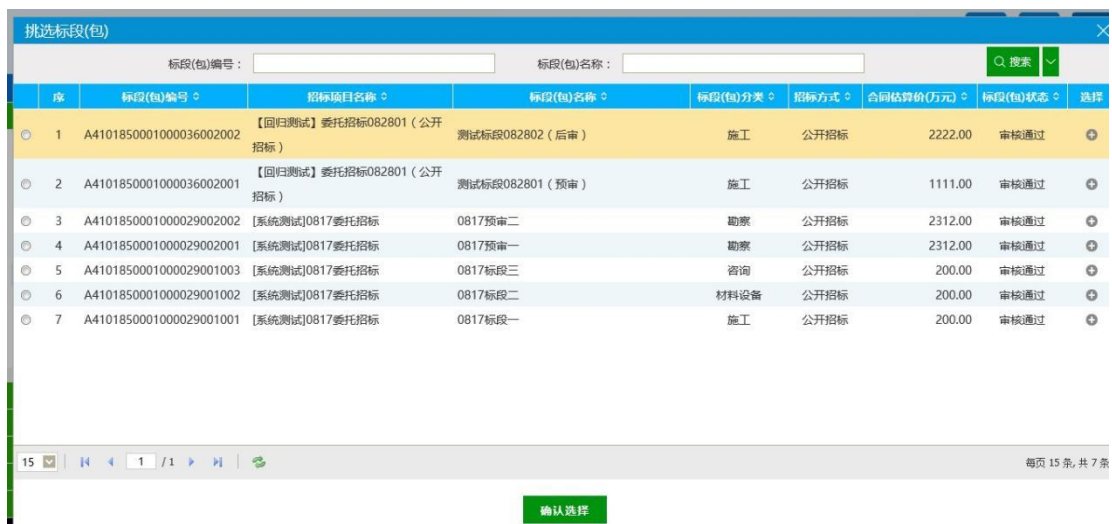 挑选标段(包)
标段(包)编号： 标段(包)名称： 搜索
序 标段(包)编号 招标项目名称 标段(包)名称 标段(包)分类 招标方式 合同估算价(万元) 标段(包)状态 选择
1 A4101850001000036002002 【回归测试】委托招标082801（公开招标） 测试标段082802（后审） 施工 公开招标 2222.00 审核通过
2 A4101850001000036002001 【回归测试】委托招标082801（公开招标） 测试标段082801（预审） 施工 公开招标 1111.00 审核通过
3 A4101850001000029002002 [系统测试]0817委托招标 0817预审二 勘察 公开招标 2312.00 审核通过
4 A4101850001000029002001 [系统测试]0817委托招标 0817预审一 勘察 公开招标 2312.00 审核通过
5 A4101850001000029001003 [系统测试]0817委托招标 0817标段三 咨询 公开招标 200.00 审核通过
6 A4101850001000029001002 [系统测试]0817委托招标 0817标段二 材料设备 公开招标 200.00 审核通过
7 A4101850001000029001001 [系统测试]0817委托招标 0817标段一 施工 公开招标 200.00 审核通过
15 1 /1 每页 15 条, 共 7 条
确认选择